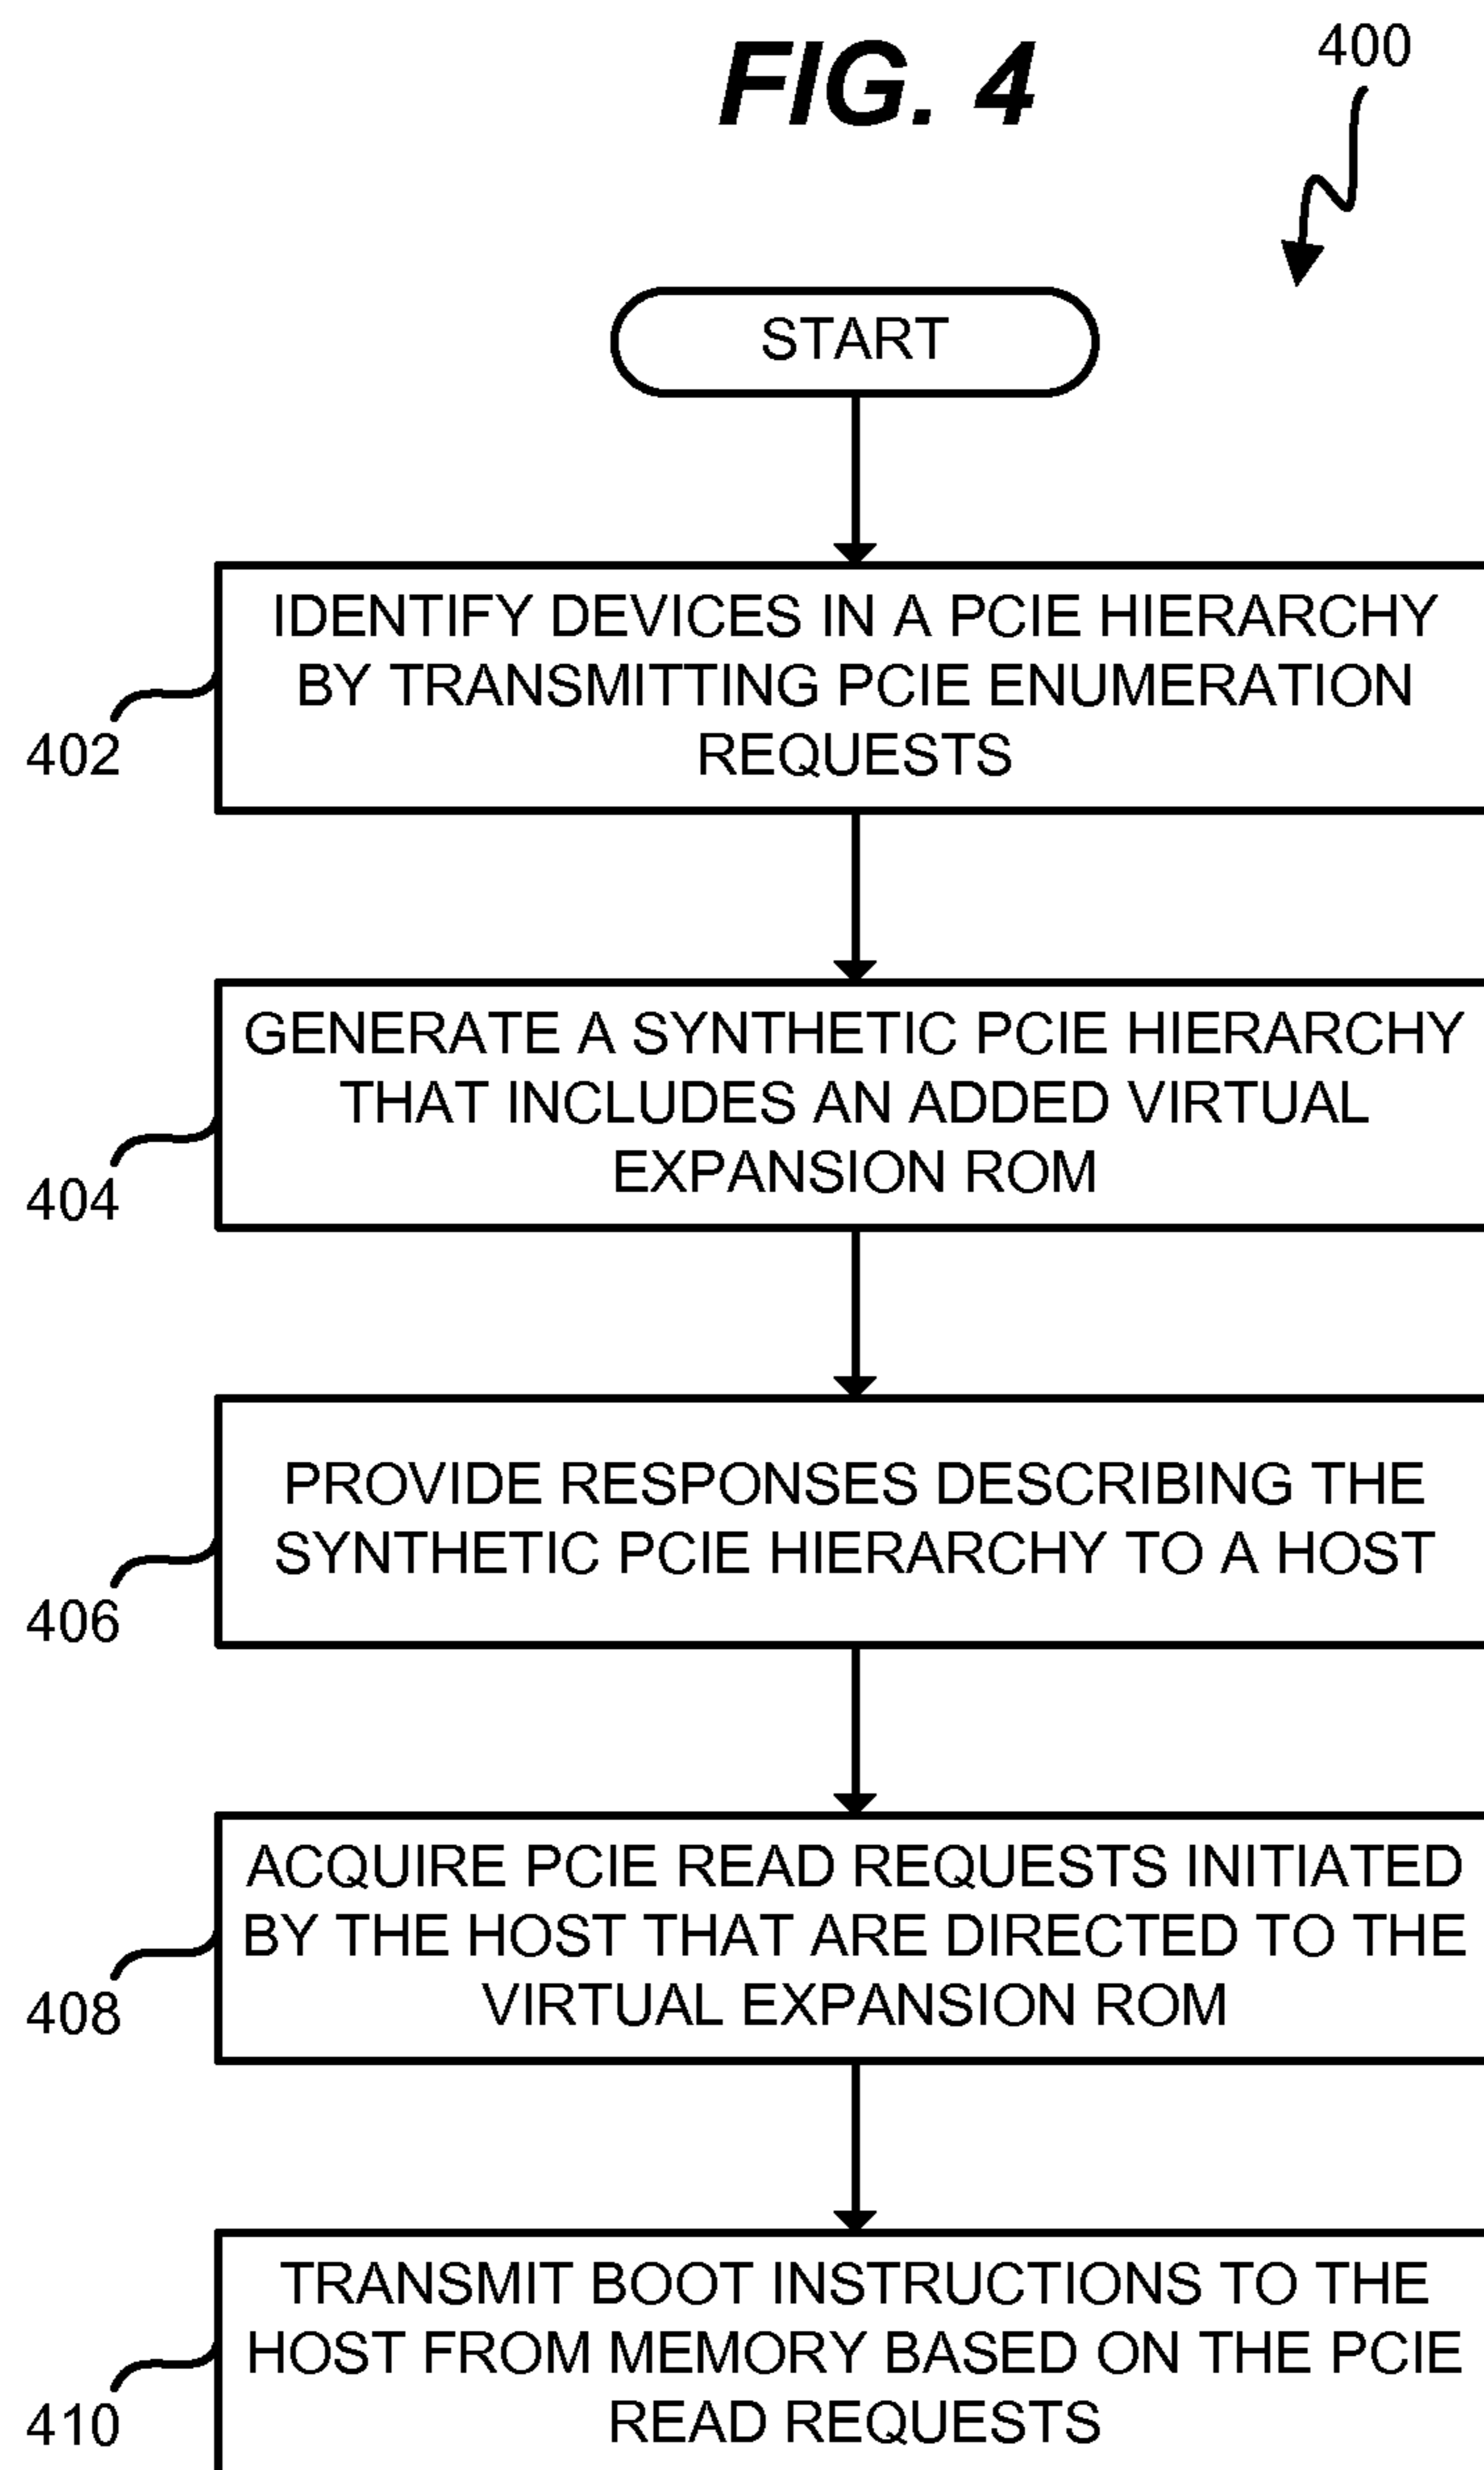 FIG. 4
400
START
IDENTIFY DEVICES IN A PCIE HIERARCHY
BY TRANSMITTING PCIE ENUMERATION
REQUESTS
402
GENERATE A SYNTHETIC PCIE HIERARCHY
THAT INCLUDES AN ADDED VIRTUAL
EXPANSION ROM
404
PROVIDE RESPONSES DESCRIBING THE
SYNTHETIC PCIE HIERARCHY TO A HOST
406
ACQUIRE PCIE READ REQUESTS INITIATED
BY THE HOST THAT ARE DIRECTED TO THE
VIRTUAL EXPANSION ROM
408
TRANSMIT BOOT INSTRUCTIONS TO THE
HOST FROM MEMORY BASED ON THE PCIE
READ REQUESTS
410